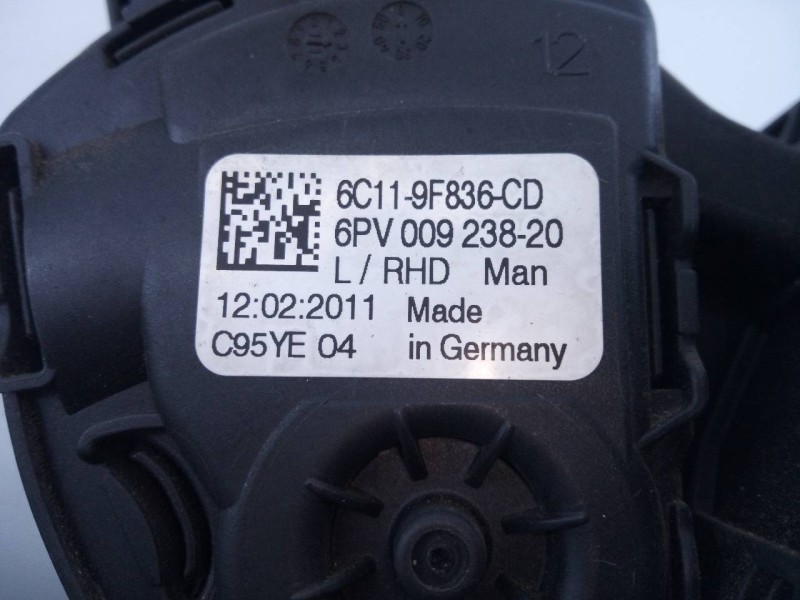 12
6C11-9F836-CD
6PV 009 238-20
L / RHD Man
12:02:2011 Made
C95YE 04 in Germany